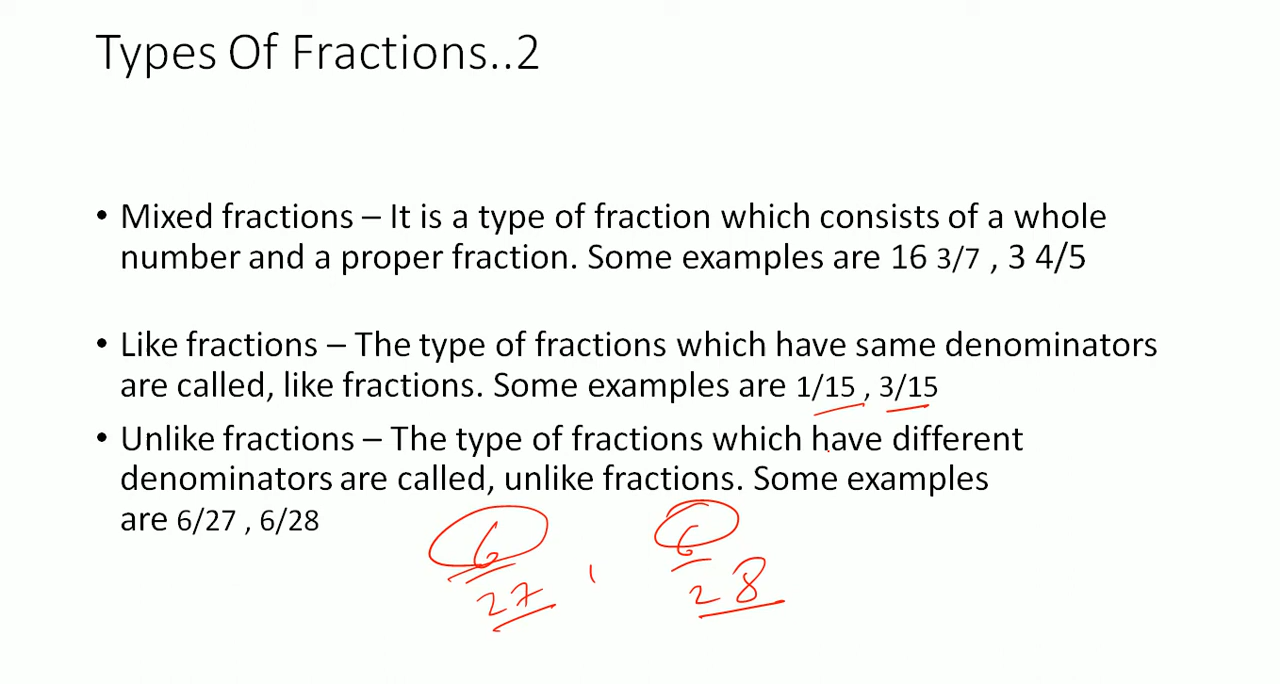 Types Of Fractions..2
• Mixed fractions – It is a type of fraction which consists of a whole
number and a proper fraction. Some examples are 16 3/7 , 3 4/5
• Like fractions – The type of fractions which have same denominators
are called, like fractions. Some examples are 1/15 , 3/15
• Unlike fractions – The type of fractions which have different
denominators are called, unlike fractions. Some examples
are 6/27 , 6/28
6 , 6
27 28